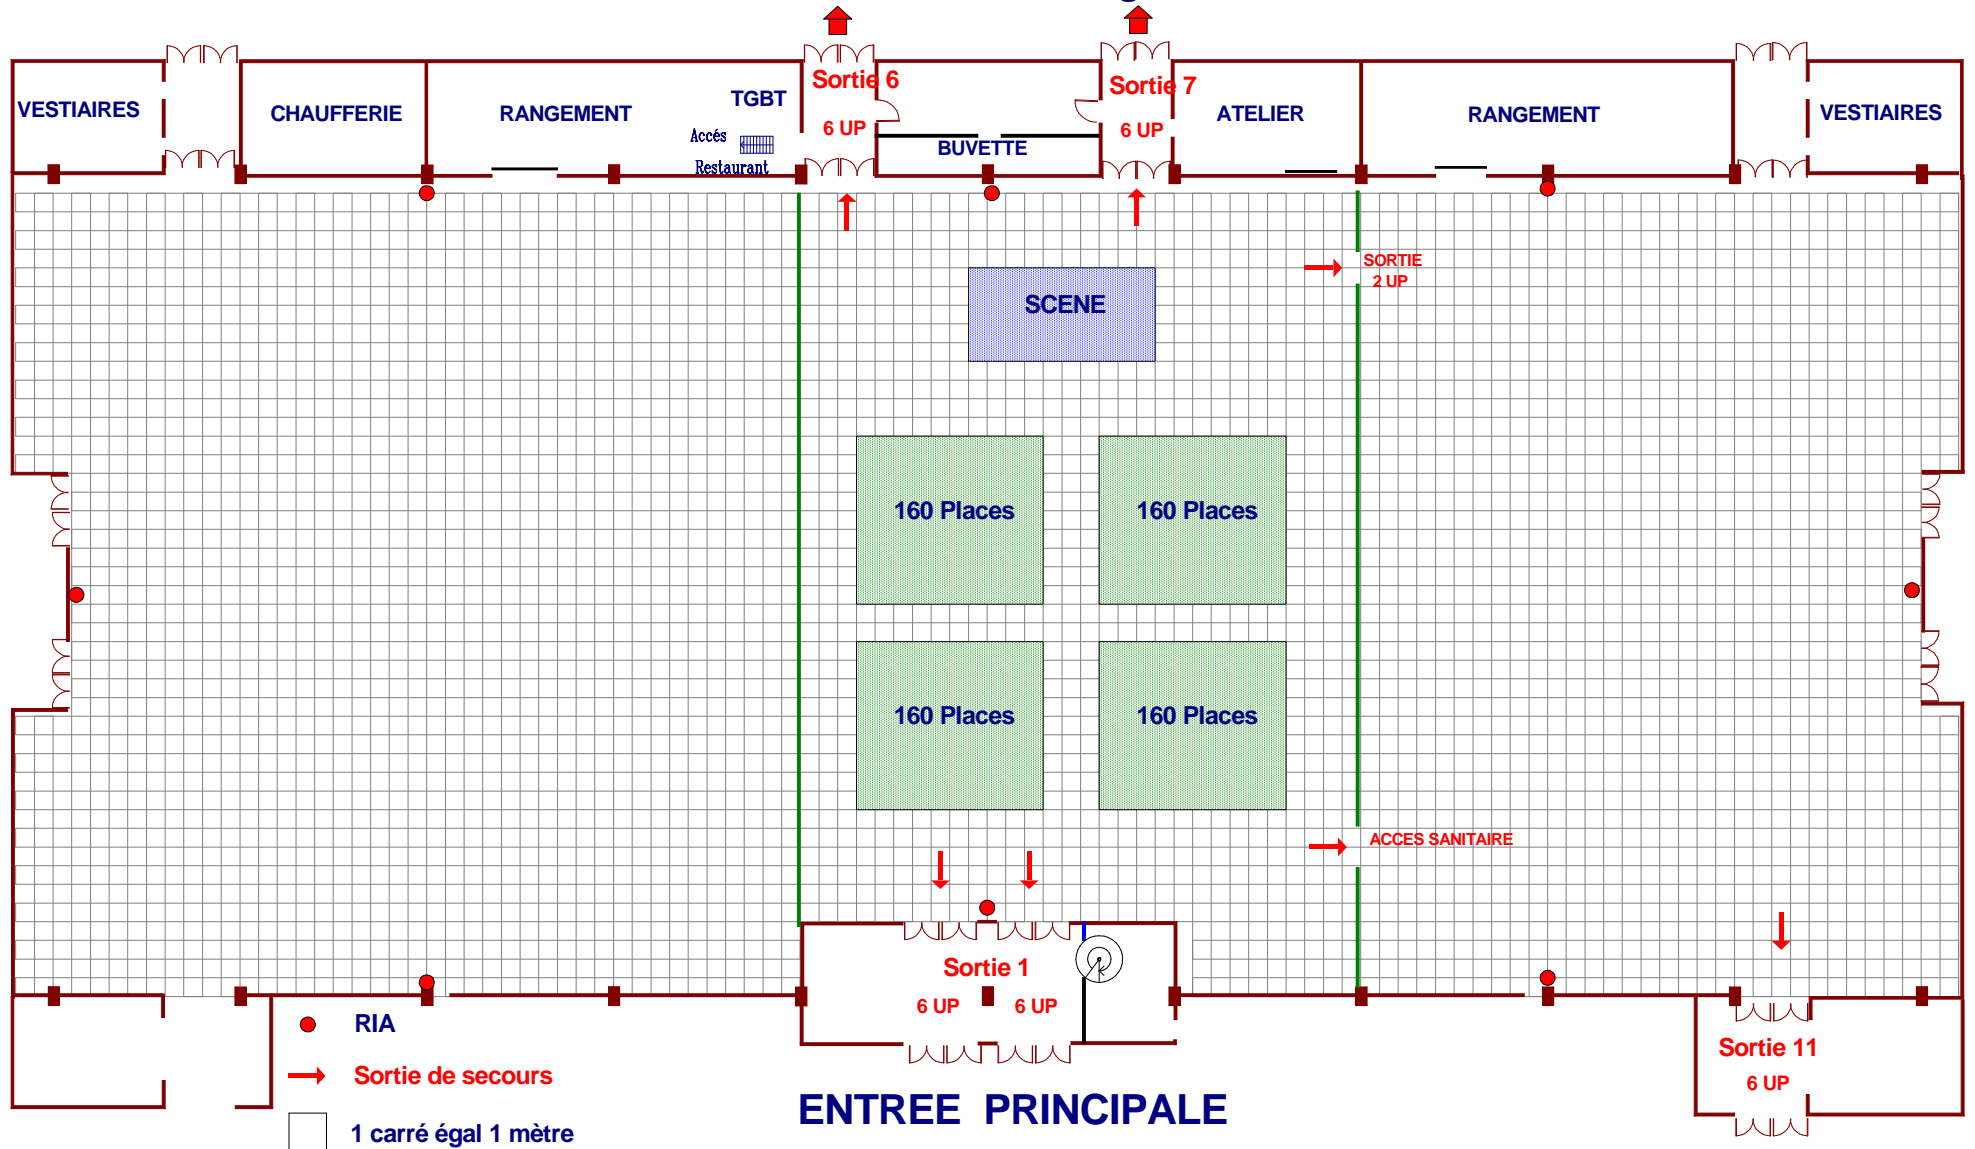 g
VESTIAIRES
CHAUFFERIE
RANGEMENT
TGBT
Accés
Restaurant
Sortie 6
6 UP
BUVETTE
Sortie 7
6 UP
ATELIER
RANGEMENT
VESTIAIRES
SORTIE
2 UP
SCENE
160 Places
160 Places
160 Places
160 Places
ACCES SANITAIRE
Sortie 1
6 UP
6 UP
RIA
Sortie de secours
1 carré égal 1 mètre
ENTREE PRINCIPALE
Sortie 11
6 UP